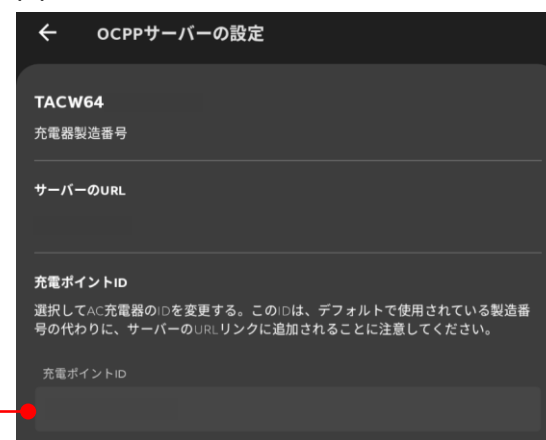 ← OCPPサーバーの設定
TACW64
充電器製造番号
サーバーのURL
充電ポイントID
選択してAC充電器のIDを変更する。このIDは、デフォルトで使用されている製造番
号の代わりに、サーバーのURLリンクに追加されることに注意してください。
充電ポイントID